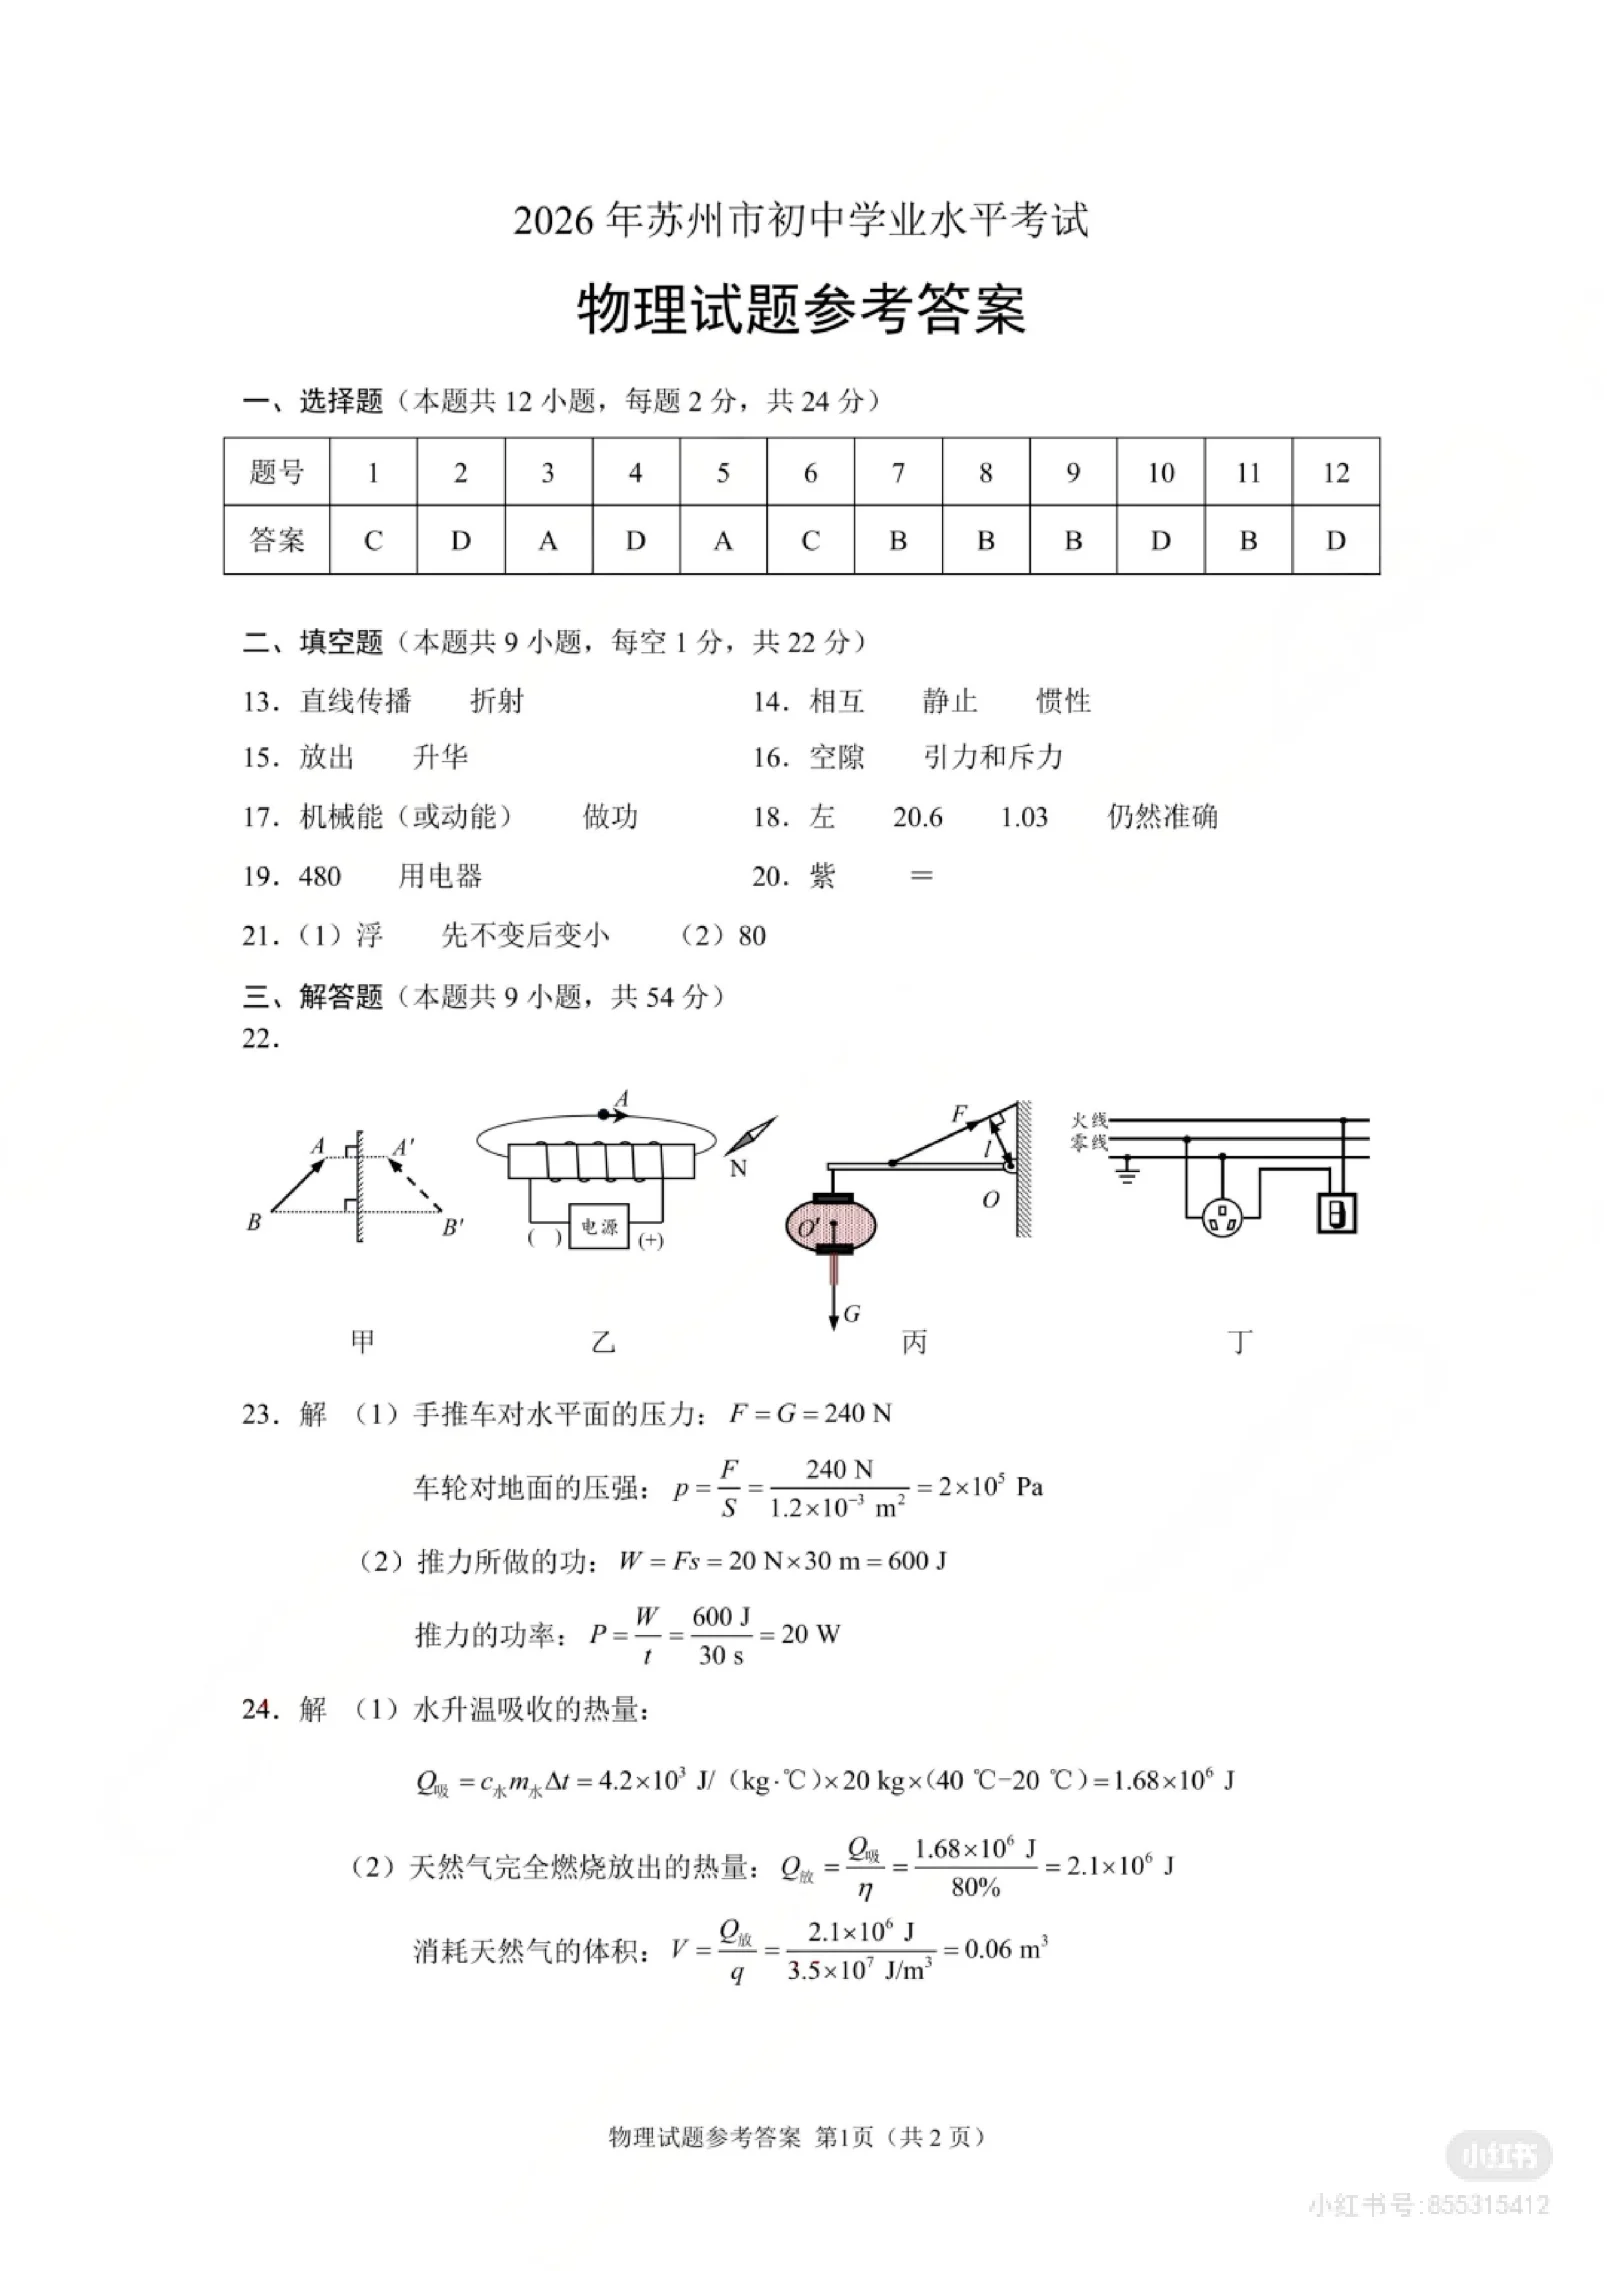 2026 年苏州市初中学业水平考试
物理试题参考答案
一、选择题（本题共 12 小题，每题 2 分，共 24 分）
题号 1 2 3 4 5 6 7 8 9 10 11 12
答案 C D A D A C B B B D B D
二、填空题（本题共 9 小题，每空 1 分，共 22 分）
13．直线传播 折射 14．相互 静止 惯性
15．放出 升华 16．空隙 引力和斥力
17．机械能（或动能） 做功 18．左 20.6 1.03 仍然准确
19．480 用电器 20．紫 ＝
21．（1）浮 先不变后变小 （2）80
三、解答题（本题共 9 小题，共 54 分）
22．
A A′ B B′
A N 电源 ( ) (+)
F l O O′ G
火线
零线
甲 乙 丙 丁
23．解 （1）手推车对水平面的压力：F = G = 240 N
车轮对地面的压强：p = F/S = 240 N / 1.2×10⁻³ m² = 2×10⁵ Pa
（2）推力所做的功：W = Fs = 20 N×30 m = 600 J
推力的功率：P = W/t = 600 J / 30 s = 20 W
24．解 （1）水升温吸收的热量：
Q吸 = c水m水Δt = 4.2×10³ J/（kg·℃）×20 kg×（40 ℃−20 ℃）= 1.68×10⁶ J
（2）天然气完全燃烧放出的热量：Q放 = Q吸/η = 1.68×10⁶ J / 80% = 2.1×10⁶ J
消耗天然气的体积：V = Q放/q = 2.1×10⁶ J / 3.5×10⁷ J/m³ = 0.06 m³
物理试题参考答案 第1页（共 2 页）
小红书
小红书号:855315412